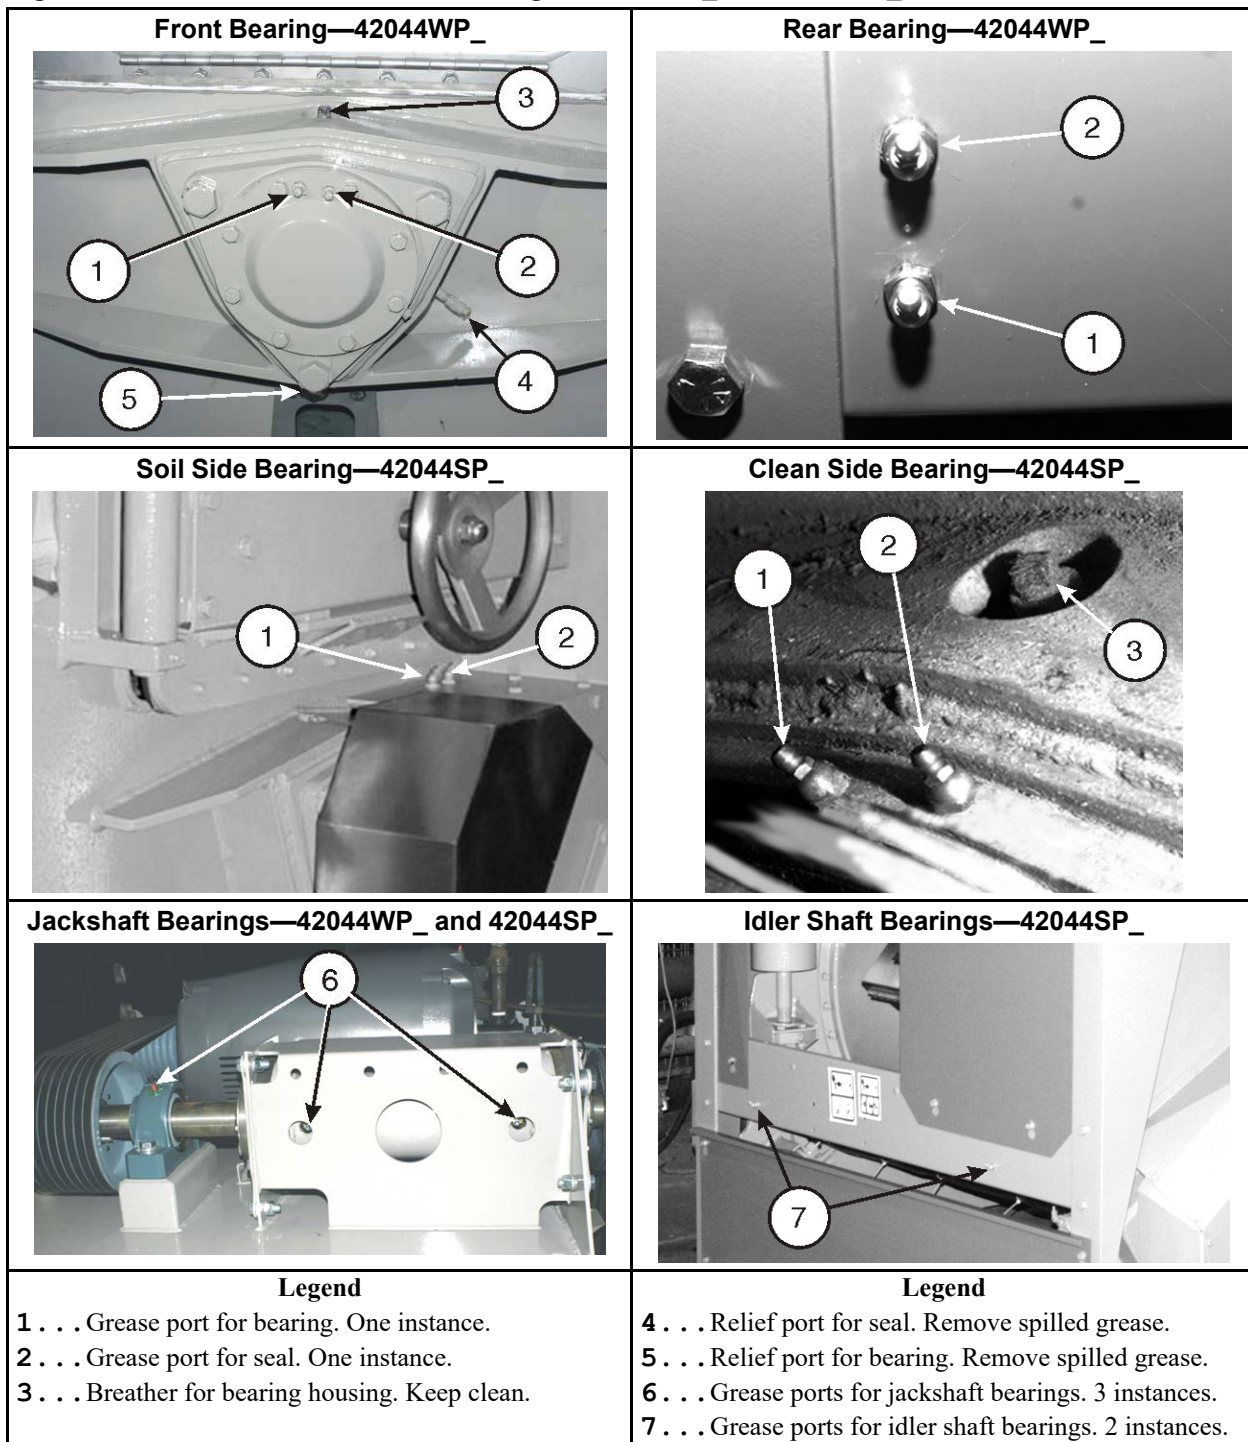 Front Bearing—42044WP_
Rear Bearing—42044WP_
3
1
2
4
5
2
1
Soil Side Bearing—42044SP_
Clean Side Bearing—42044SP_
1
2
1
2
3
Jackshaft Bearings—42044WP_ and 42044SP_
Idler Shaft Bearings—42044SP_
6
7
Legend
1...Grease port for bearing. One instance.
2...Grease port for seal. One instance.
3...Breather for bearing housing. Keep clean.
Legend
4...Relief port for seal. Remove spilled grease.
5...Relief port for bearing. Remove spilled grease.
6...Grease ports for jackshaft bearings. 3 instances.
7...Grease ports for idler shaft bearings. 2 instances.